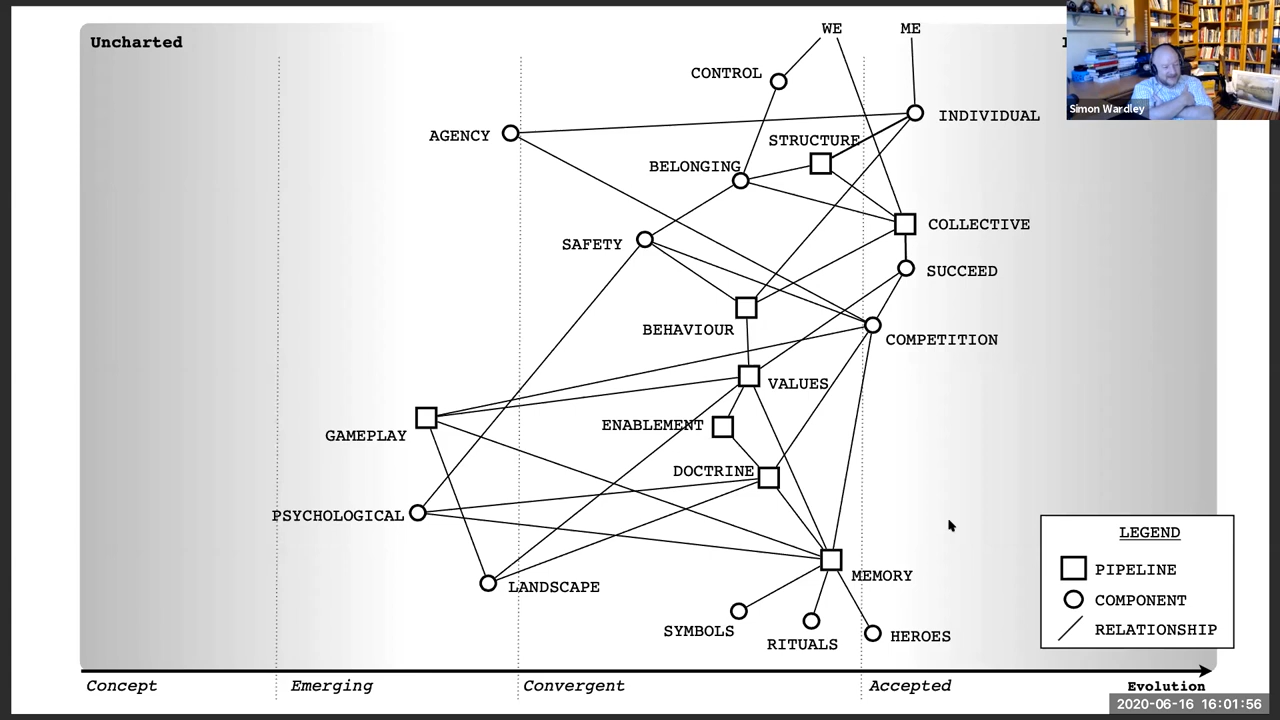 WE
ME
Uncharted
CONTROL
Simon Wardley
INDIVIDUAL
AGENCY
STRUCTURE
BELONGING
COLLECTIVE
SAFETY
SUCCEED
BEHAVIOUR
COMPETITION
VALUES
ENABLEMENT
GAMEPLAY
DOCTRINE
PSYCHOLOGICAL
LEGEND
PIPELINE
COMPONENT
RELATIONSHIP
MEMORY
LANDSCAPE
SYMBOLS
RITUALS
HEROES
Concept
Emerging
Convergent
Accepted
Evolution
2020-06-16 16:01:56